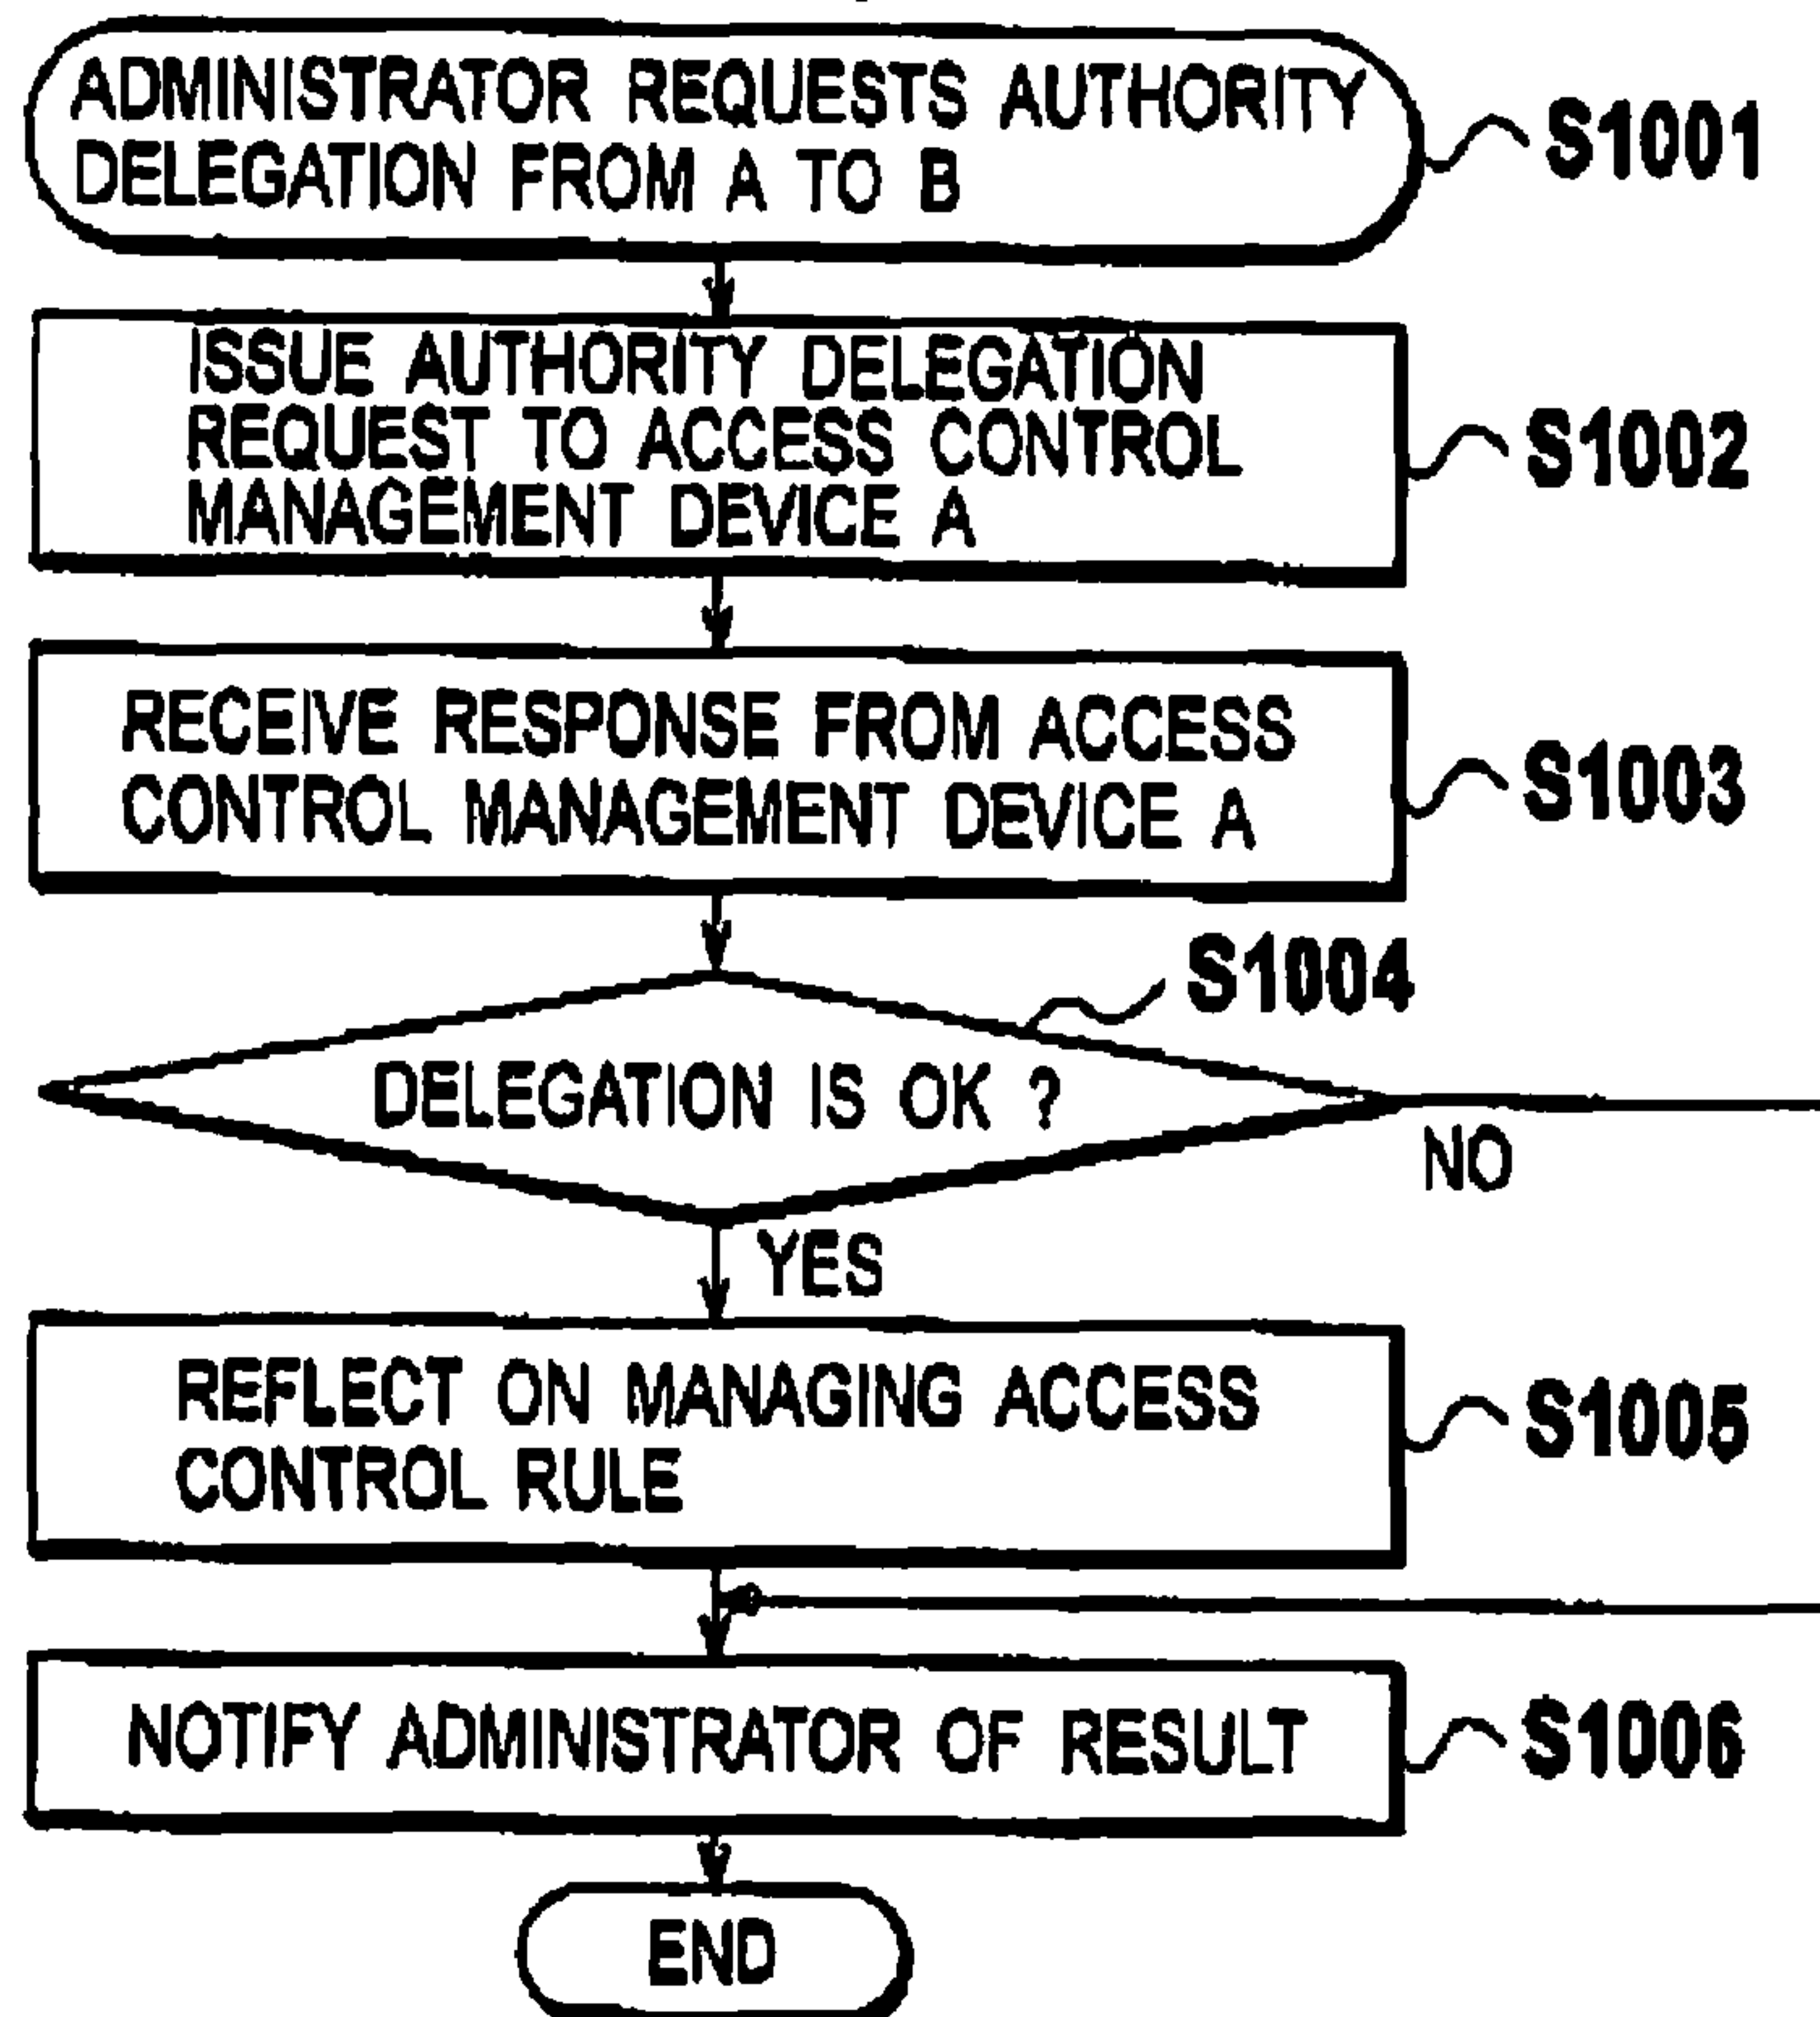 ADMINISTRATOR REQUESTS AUTHORITY
DELEGATION FROM A TO B
S1001
ISSUE AUTHORITY DELEGATION
REQUEST TO ACCESS CONTROL
MANAGEMENT DEVICE A
S1002
RECEIVE RESPONSE FROM ACCESS
CONTROL MANAGEMENT DEVICE A
S1003
S1004
DELEGATION IS OK ?
NO
YES
REFLECT ON MANAGING ACCESS
CONTROL RULE
S1005
NOTIFY ADMINISTRATOR OF RESULT
S1006
END